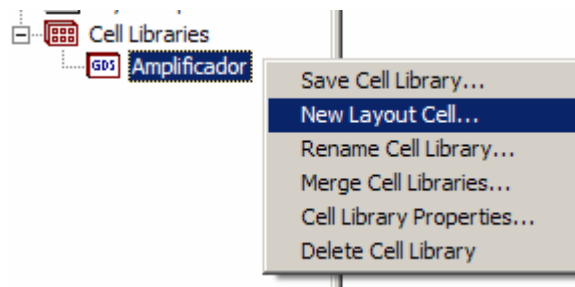 Cell Libraries
GDS Amplificador
Save Cell Library...
New Layout Cell...
Rename Cell Library...
Merge Cell Libraries...
Cell Library Properties...
Delete Cell Library